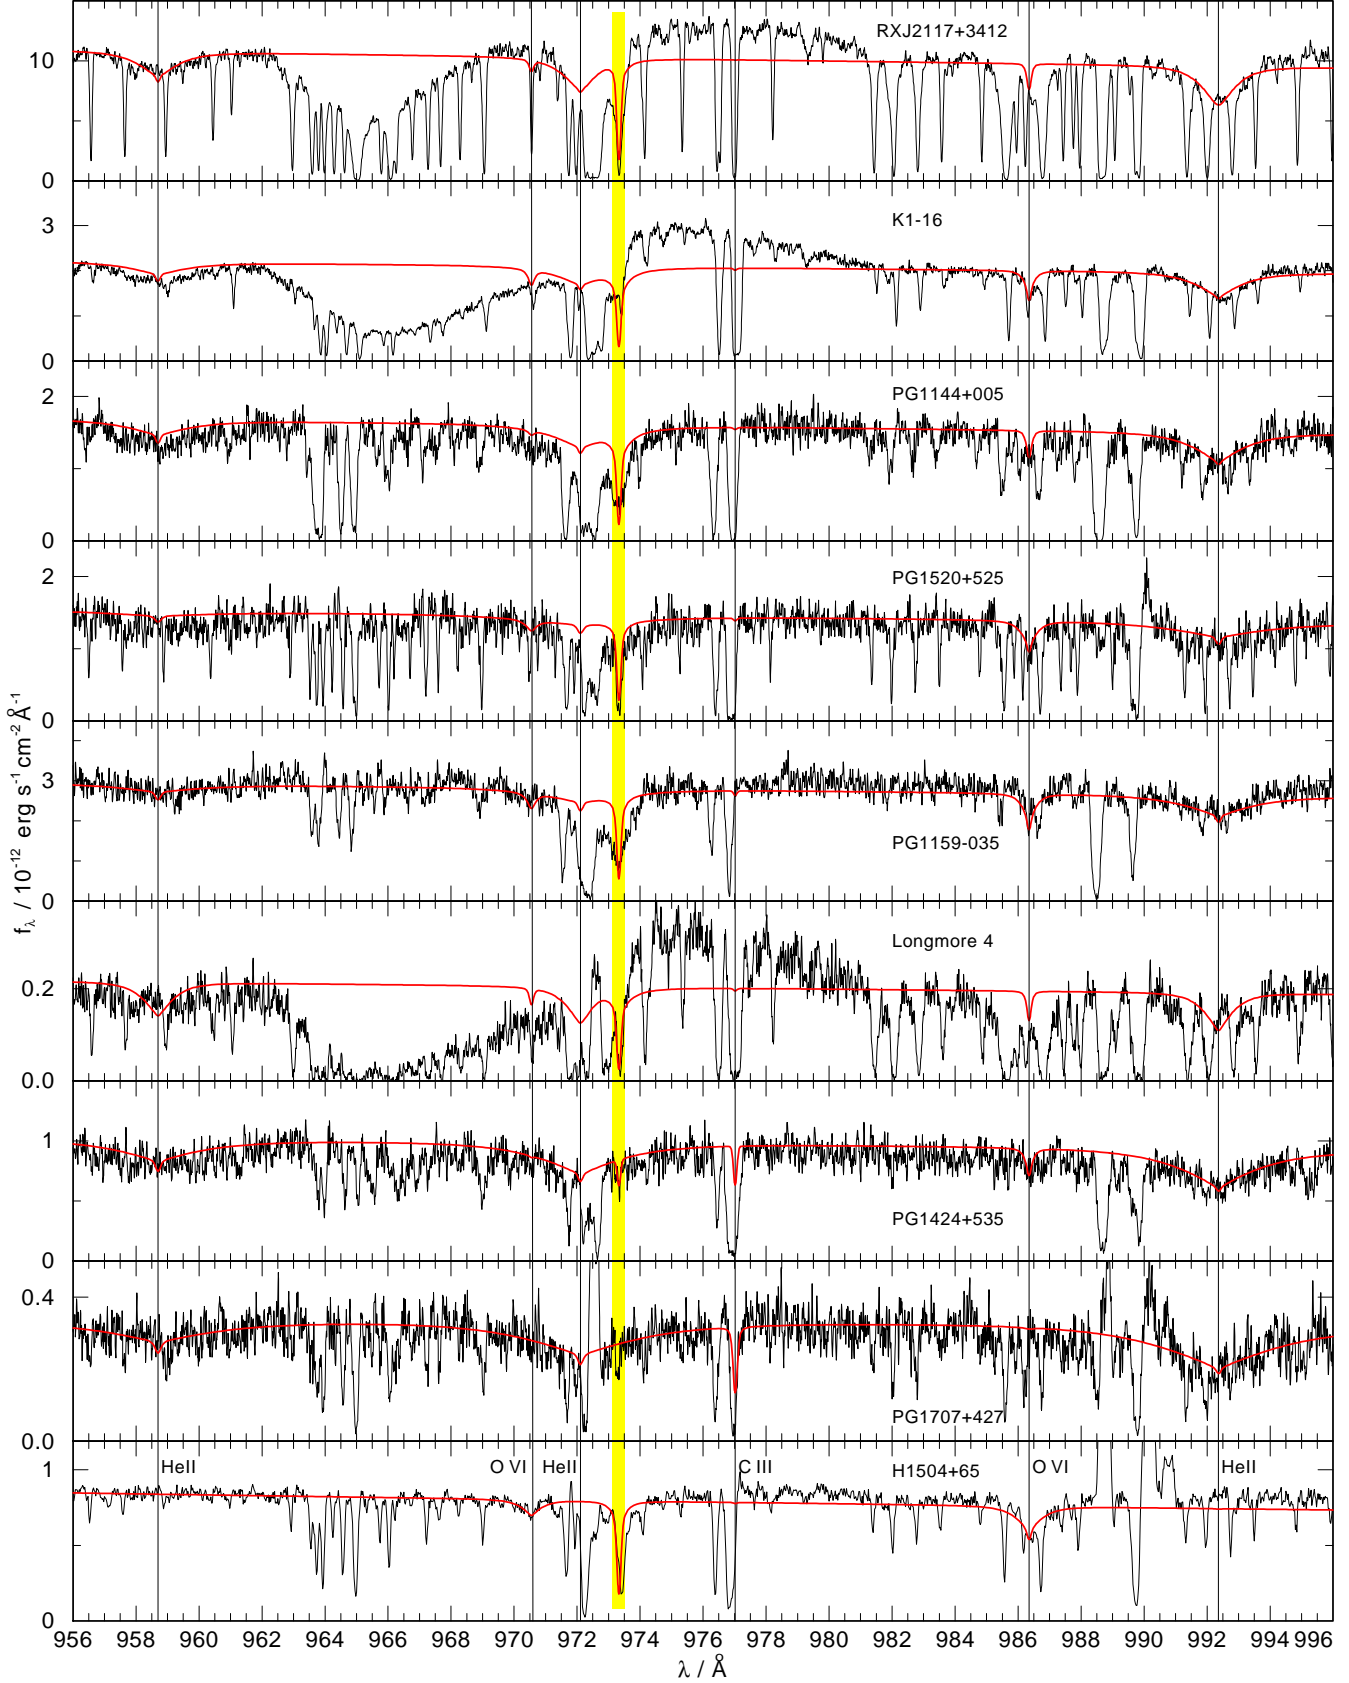 RXJ2117+3412
10
0
K1-16
3
0
PG1144+005
2
0
PG1520+525
2
0
PG1159-035
3
0
Longmore 4
0.2
0.0
PG1424+535
1
0
PG1707+427
0.4
0.0
HeII O VI HeII C III H1504+65 O VI HeII
1
0
956 958 960 962 964 966 968 970 972 974 976 978 980 982 984 986 988 990 992 994 996
λ / Å
fλ / 10⁻¹² erg s⁻¹ cm⁻² Å⁻¹